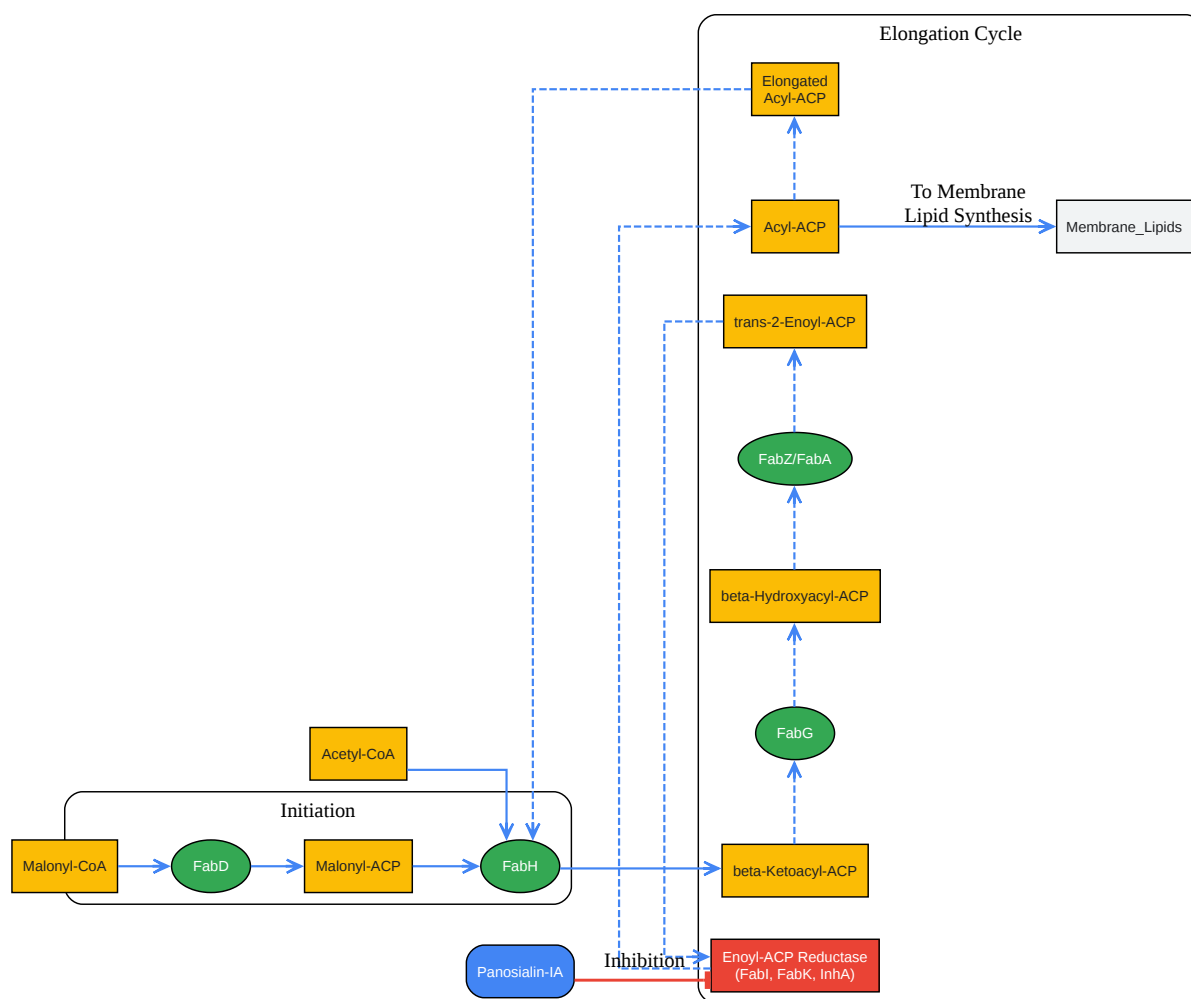 Elongation Cycle
Elongated
Acyl-ACP
To Membrane
Lipid Synthesis
Acyl-ACP
Membrane_Lipids
trans-2-Enoyl-ACP
FabZ/FabA
beta-Hydroxyacyl-ACP
FabG
Acetyl-CoA
Initiation
Malonyl-CoA
FabD
Malonyl-ACP
FabH
beta-Ketoacyl-ACP
Inhibition
Panosialin-IA
Enoyl-ACP Reductase
(FabI, FabK, InhA)